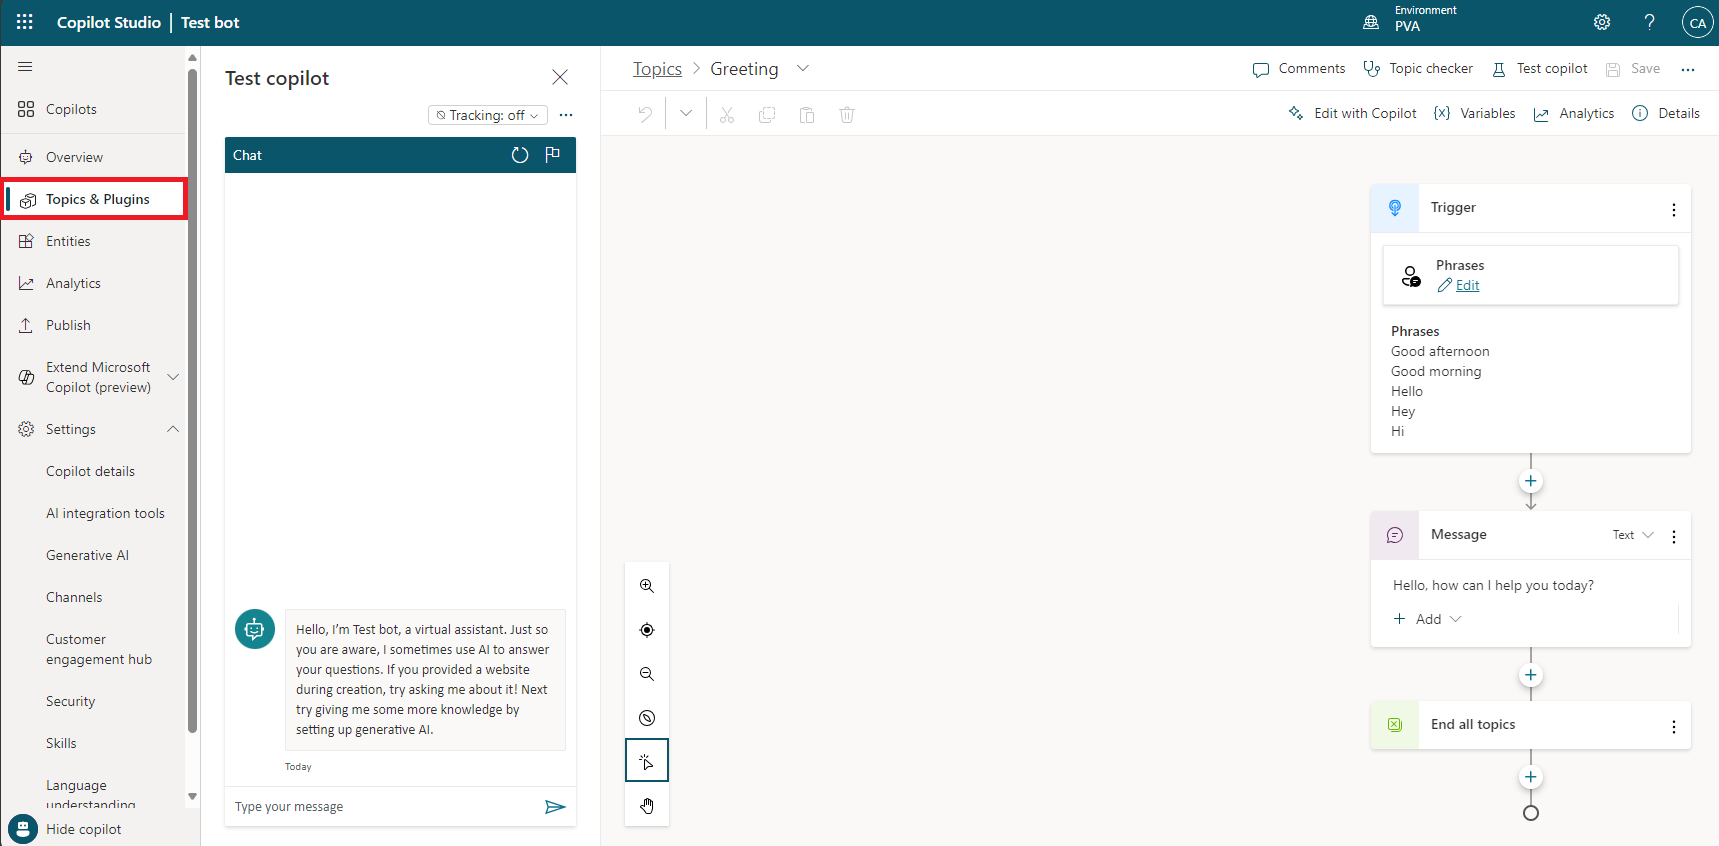 Copilot Studio | Test bot
Environment
PVA
?
CA
Copilots
Overview
Topics & Plugins
Entities
Analytics
Publish
Extend Microsoft
Copilot (preview)
Settings
Copilot details
AI integration tools
Generative AI
Channels
Customer
engagement hub
Security
Skills
Language
understanding
Hide copilot
Test copilot
Tracking: off
Chat
Hello, I'm Test bot, a virtual assistant. Just so
you are aware, I sometimes use AI to answer
your questions. If you provided a website
during creation, try asking me about it! Next
try giving me some more knowledge by
setting up generative AI.
Today
Type your message
Topics > Greeting
Comments
Topic checker
Test copilot
Save
Edit with Copilot
{x} Variables
Analytics
Details
Trigger
Phrases
Edit
Phrases
Good afternoon
Good morning
Hello
Hey
Hi
Message
Text
Hello, how can I help you today?
+ Add
End all topics